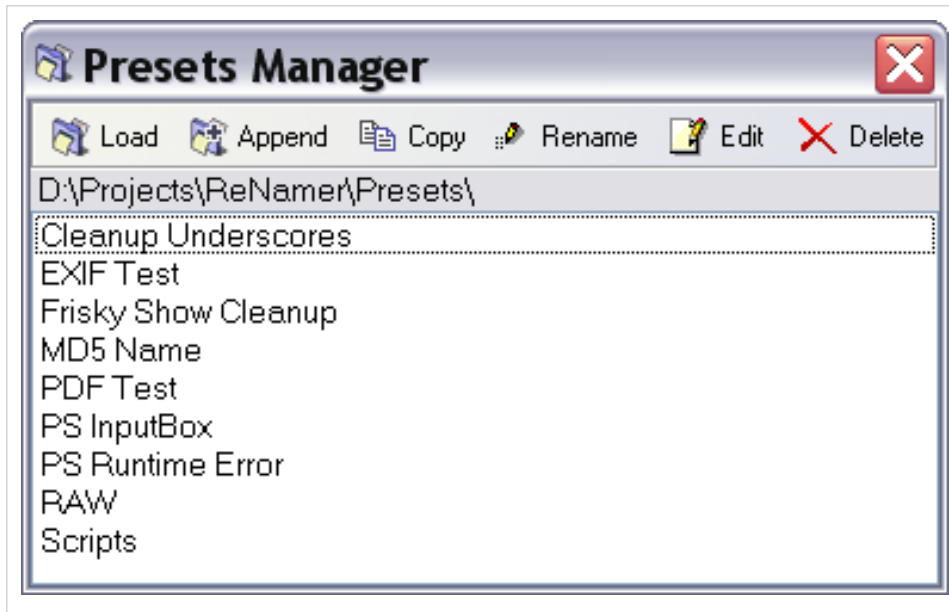 Presets Manager
Load Append Copy Rename Edit Delete
D:\Projects\ReNamer\Presets\
Cleanup Underscores
EXIF Test
Frisky Show Cleanup
MD5 Name
PDF Test
PS InputBox
PS Runtime Error
RAW
Scripts